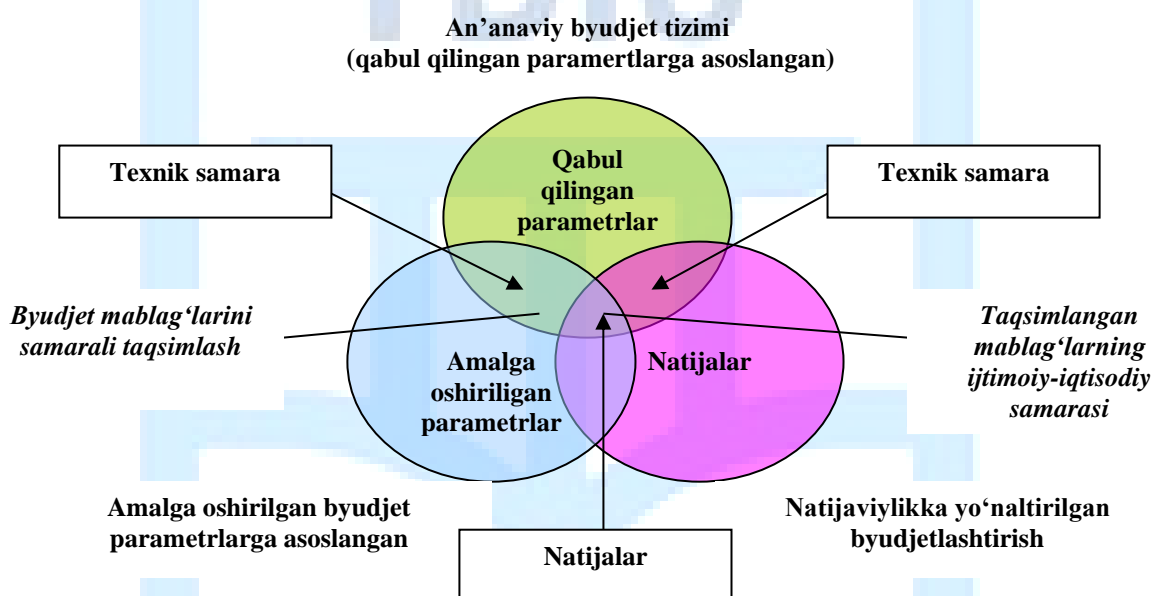 An’anaviy byudjet tizimi
(qabul qilingan paramertlarga asoslangan)
Texnik samara
Qabul
qilingan
parametrlar
Texnik samara
Byudjet mablag‘larini
samarali taqsimlash
Amalga
oshiriligan
parametrlar
Natijalar
Taqsimlangan
mablag‘larning
ijtimoiy-iqtisodiy
samarasi
Amalga oshirilgan byudjet
parametrlarga asoslangan
Natijalar
Natijaviylikka yo‘naltirilgan
byudjetlashtirish